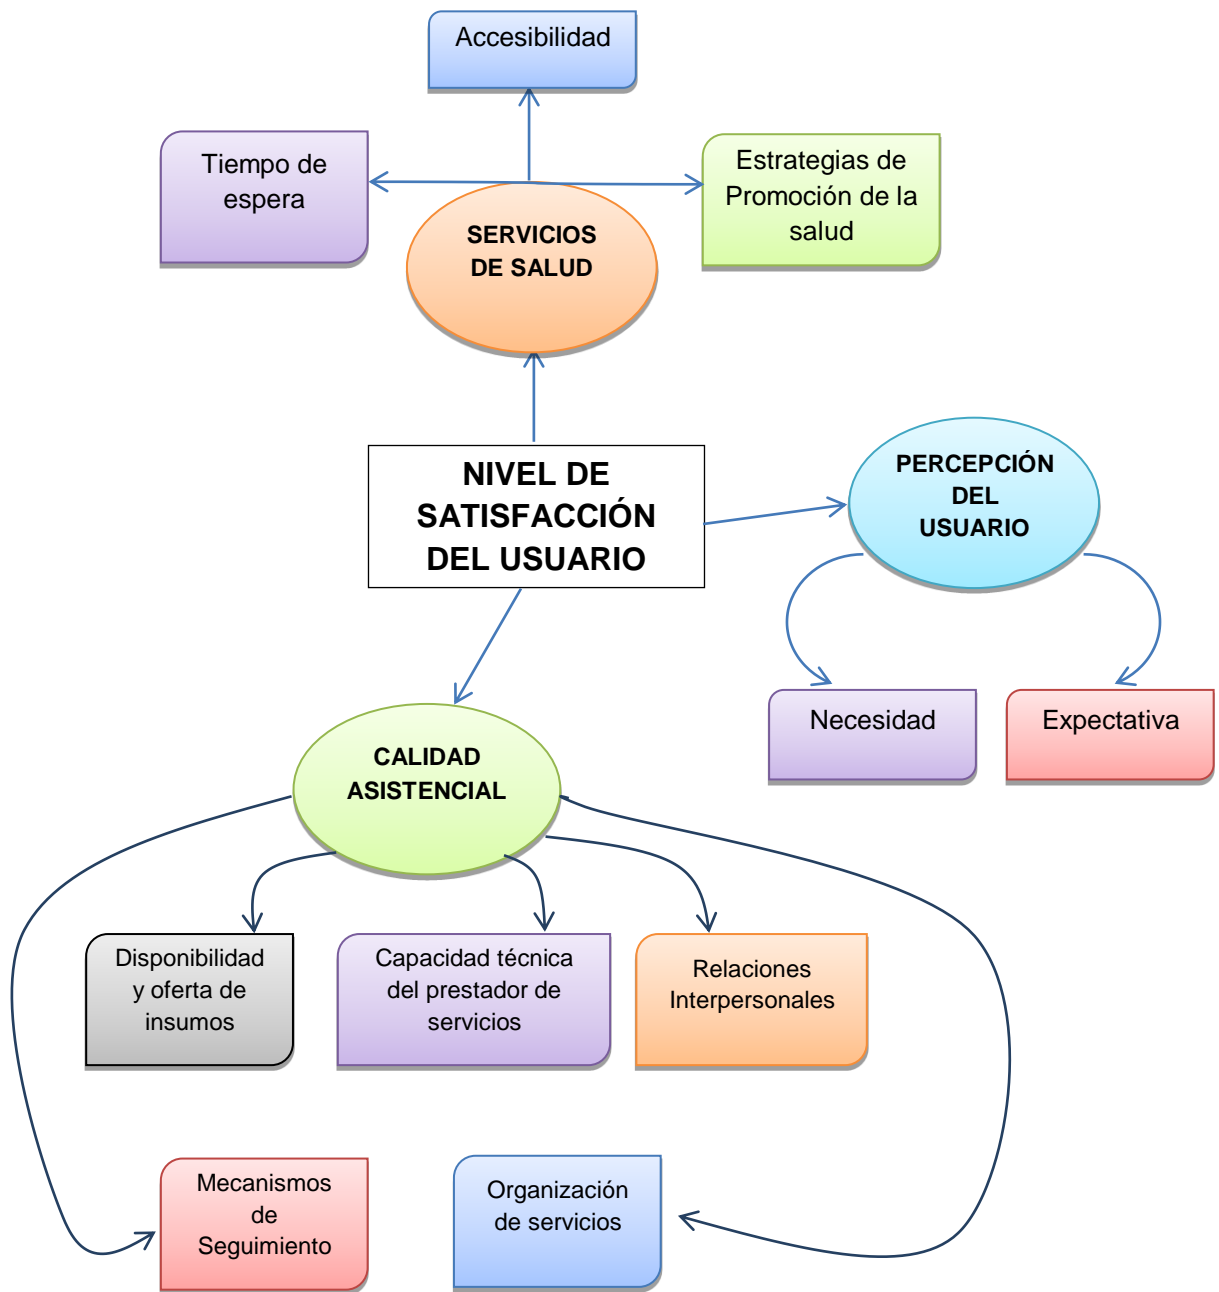 Accesibilidad
Tiempo de
espera
Estrategias de
Promoción de la
salud
SERVICIOS
DE SALUD
NIVEL DE
SATISFACCIÓN
DEL USUARIO
PERCEPCIÓN
DEL
USUARIO
Necesidad
Expectativa
CALIDAD
ASISTENCIAL
Disponibilidad
y oferta de
insumos
Capacidad técnica
del prestador de
servicios
Relaciones
Interpersonales
Mecanismos
de
Seguimiento
Organización
de servicios